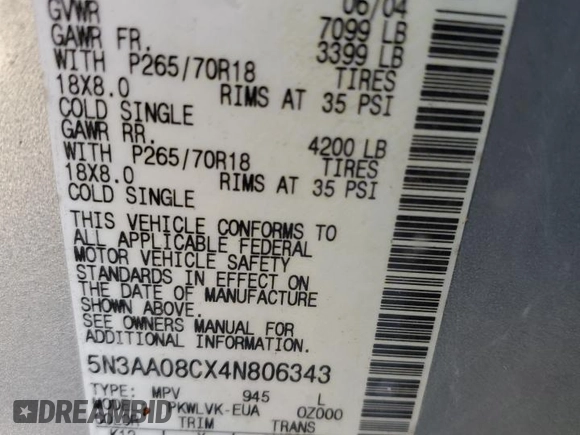 GVWR 06/04
7099 LB
GAWR FR. 3399 LB
WITH P265/70R18 TIRES
18X8.0 RIMS AT 35 PSI
COLD SINGLE
GAWR RR. 4200 LB
WITH P265/70R18 TIRES
18X8.0 RIMS AT 35 PSI
COLD SINGLE
THIS VEHICLE CONFORMS TO
ALL APPLICABLE FEDERAL
MOTOR VEHICLE SAFETY
STANDARDS IN EFFECT ON
THE DATE OF MANUFACTURE
SHOWN ABOVE.
SEE OWNERS MANUAL FOR
ADDITIONAL INFORMATION.
5N3AA08CX4N806343
TYPE: MPV 945 L
PKWLVK-EUA 0Z000
COLOR TRIM TRANS
K12
DREAMBID